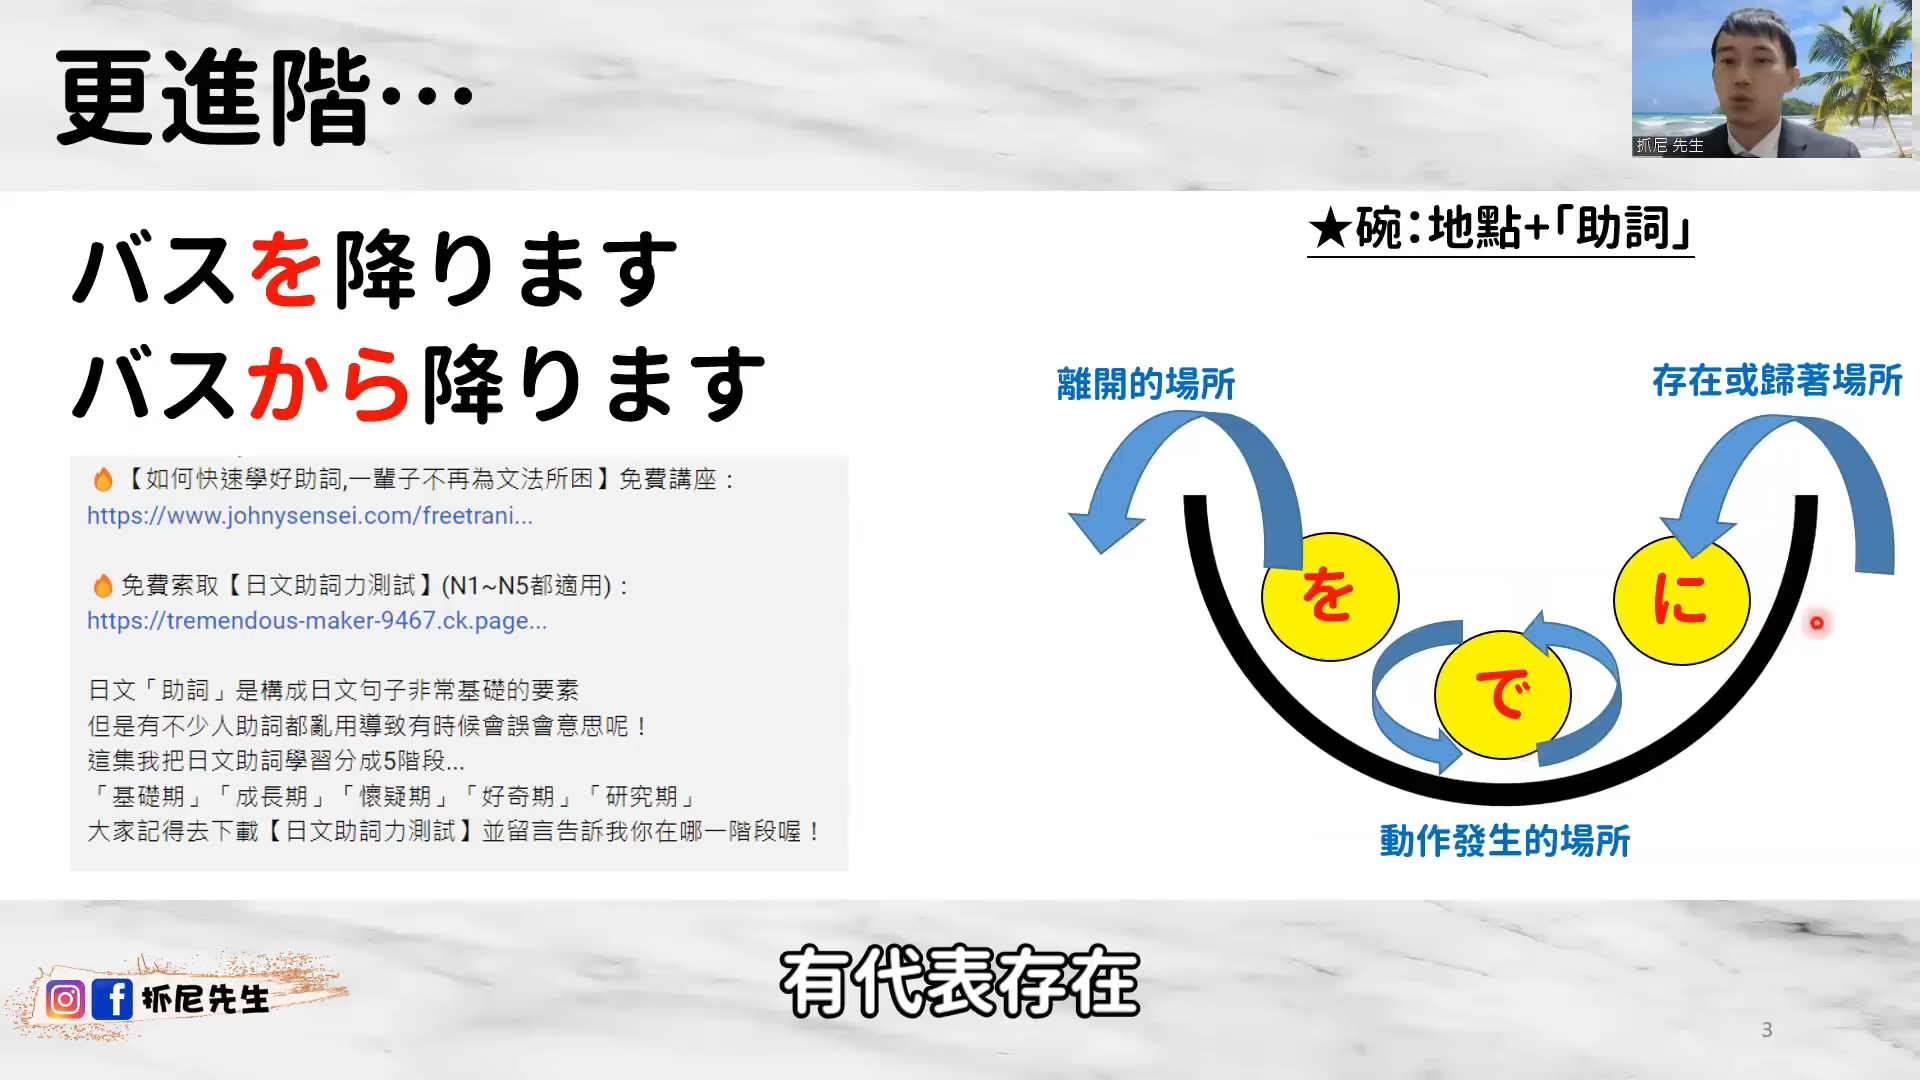 更進階…
抓尼 先生
バスを降ります
バスから降ります
🔥【如何快速學好助詞,一輩子不再為文法所困】免費講座：
https://www.johnysensei.com/freetrani...
🔥免費索取【日文助詞力測試】(N1~N5都適用)：
https://tremendous-maker-9467.ck.page...
日文「助詞」是構成日文句子非常基礎的要素
但是有不少人助詞都亂用導致有時候會誤會意思呢！
這集我把日文助詞學習分成5階段...
「基礎期」「成長期」「懷疑期」「好奇期」「研究期」
大家記得去下載【日文助詞力測試】並留言告訴我你在哪一階段喔！
★碗：地點+「助詞」
離開的場所
存在或歸著場所
を
で
に
動作發生的場所
抓尼先生
有代表存在
3